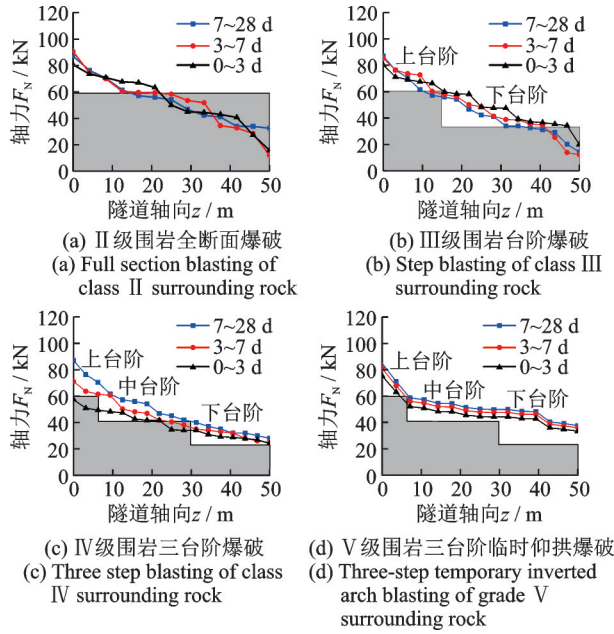 120
100
80
60
40
20
0
轴力F_N / kN
7~28 d
3~7 d
0~3 d
0 10 20 30 40 50
隧道轴向z / m
(a) Ⅱ级围岩全断面爆破
(a) Full section blasting of
class Ⅱ surrounding rock
120
100
80
60
40
20
0
轴力F_N / kN
7~28 d
3~7 d
0~3 d
上台阶
下台阶
0 10 20 30 40 50
隧道轴向z / m
(b) Ⅲ级围岩台阶爆破
(b) Step blasting of class Ⅲ
surrounding rock
120
100
80
60
40
20
0
轴力F_N / kN
7~28 d
3~7 d
0~3 d
上台阶
中台阶
下台阶
0 10 20 30 40 50
隧道轴向z / m
(c) Ⅳ级围岩三台阶爆破
(c) Three step blasting of class
Ⅳ surrounding rock
120
100
80
60
40
20
0
轴力F_N / kN
7~28 d
3~7 d
0~3 d
上台阶
中台阶
下台阶
0 10 20 30 40 50
隧道轴向z / m
(d) Ⅴ级围岩三台阶临时仰拱爆破
(d) Three-step temporary inverted
arch blasting of grade Ⅴ
surrounding rock